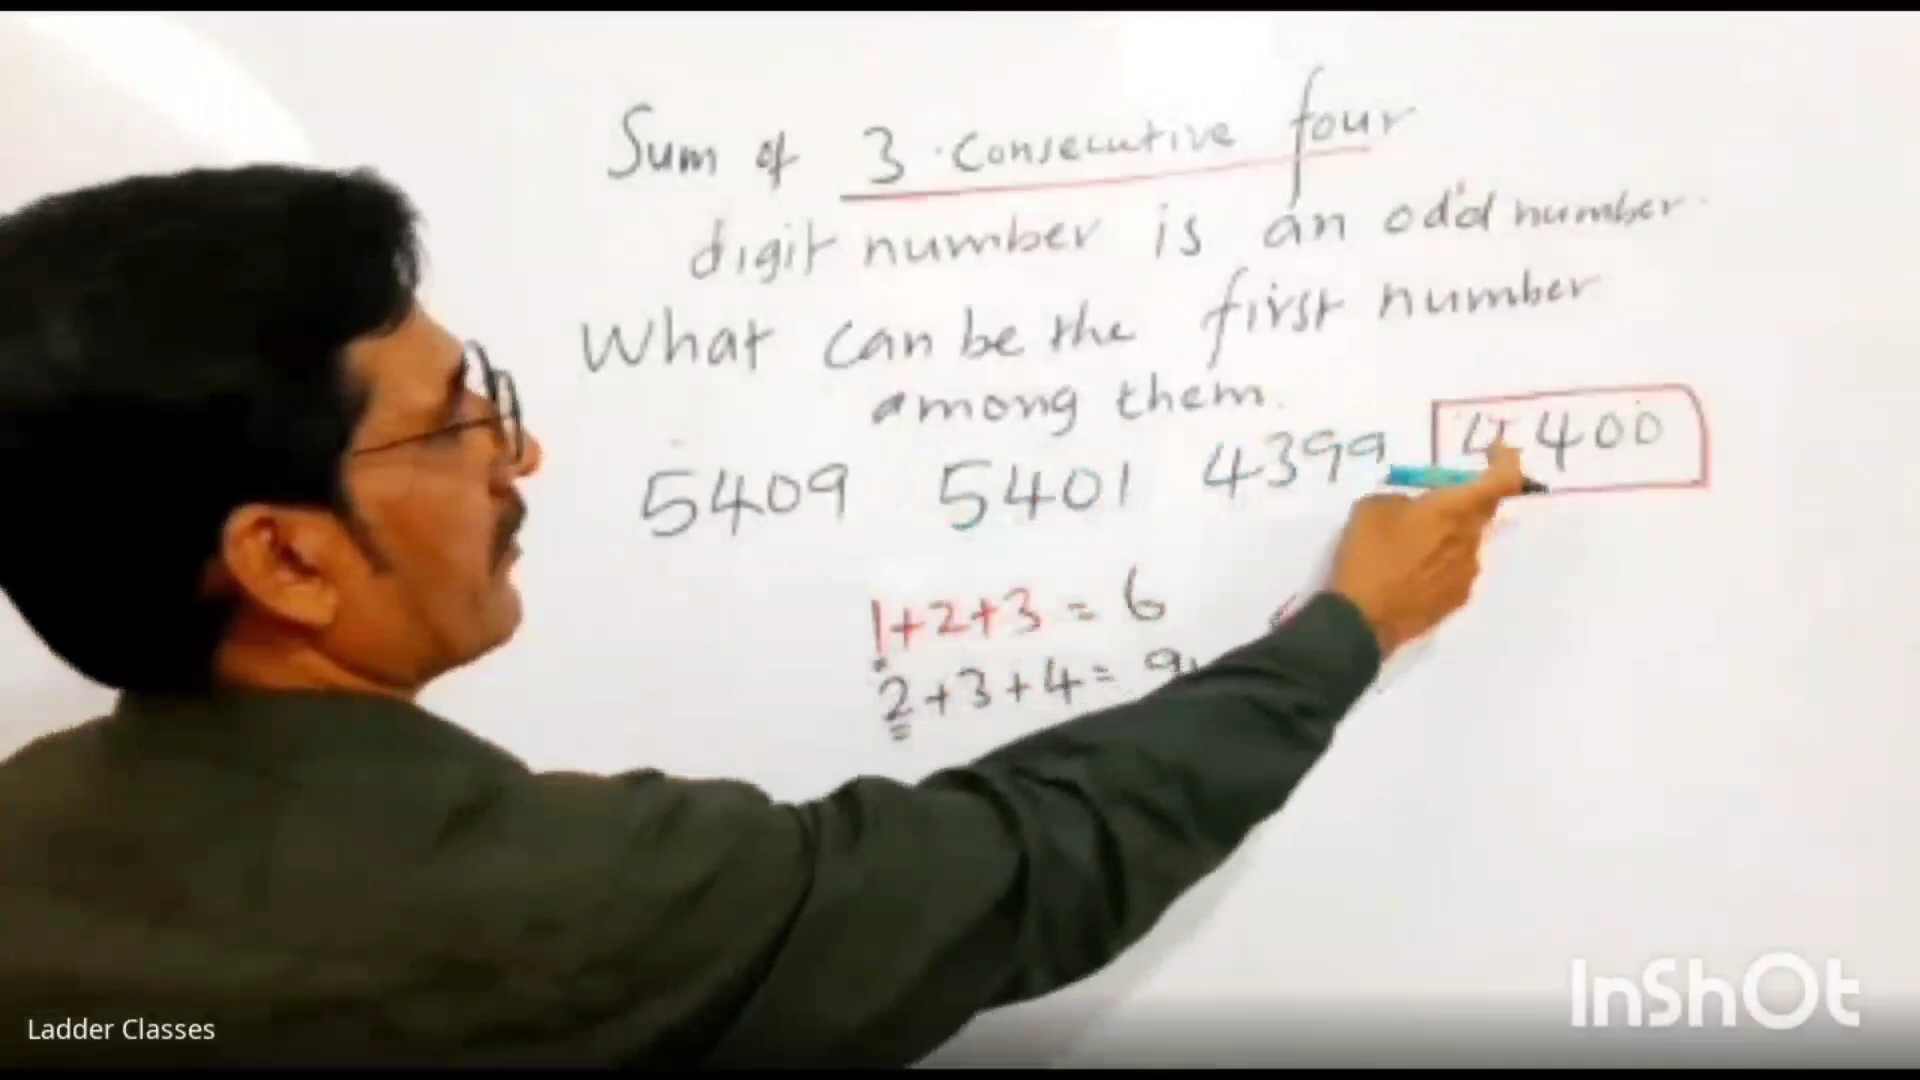 Sum of 3 consecutive four
digit number is an odd number.
What can be the first number
among them.
5409 5401 4399 4400
1+2+3 = 6
2+3+4 = 9
Ladder Classes
InShOt